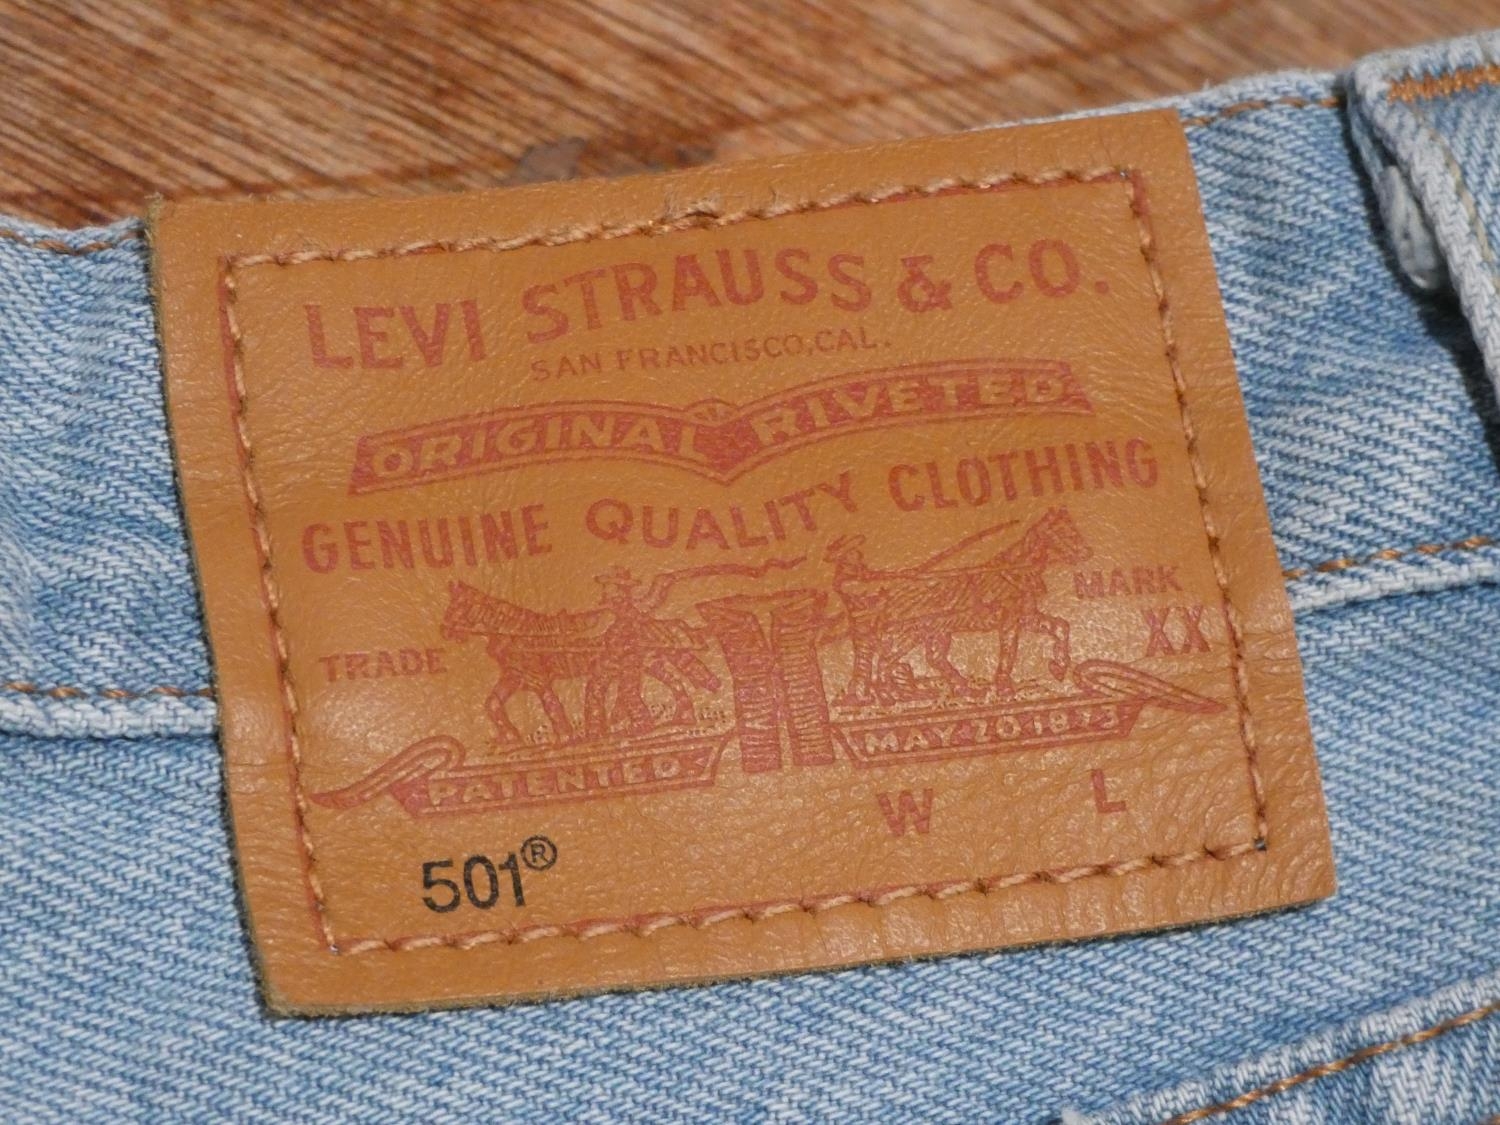 LEVI STRAUSS & CO.
SAN FRANCISCO, CAL.
ORIGINAL RIVETED
GENUINE QUALITY CLOTHING
TRADE MARK
XX
PATENTED MAY 20 1873
W L
501®